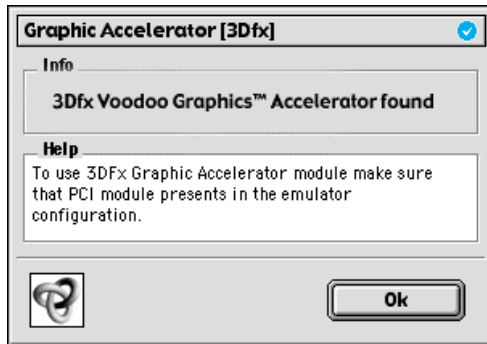 Graphic Accelerator [3Dfx]
Info
3Dfx Voodoo Graphics™ Accelerator found
Help
To use 3DFx Graphic Accelerator module make sure
that PCI module presents in the emulator
configuration.
Ok